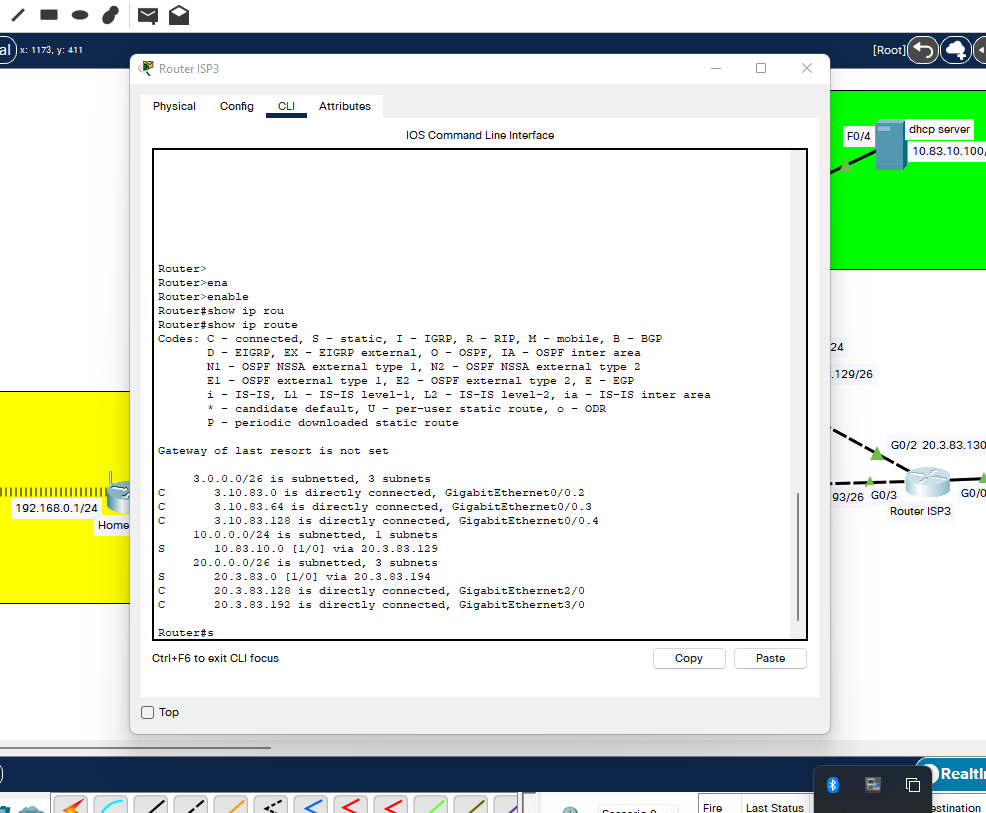 al
x: 1173, y: 411
[Root]
Router ISP3
Physical Config CLI Attributes
IOS Command Line Interface
Router>
Router>ena
Router>enable
Router#show ip rou
Router#show ip route
Codes: C - connected, S - static, I - IGRP, R - RIP, M - mobile, B - BGP
D - EIGRP, EX - EIGRP external, O - OSPF, IA - OSPF inter area
N1 - OSPF NSSA external type 1, N2 - OSPF NSSA external type 2
E1 - OSPF external type 1, E2 - OSPF external type 2, E - EGP
i - IS-IS, L1 - IS-IS level-1, L2 - IS-IS level-2, ia - IS-IS inter area
* - candidate default, U - per-user static route, o - ODR
P - periodic downloaded static route
Gateway of last resort is not set
3.0.0.0/26 is subnetted, 3 subnets
C 3.10.83.0 is directly connected, GigabitEthernet0/0.2
C 3.10.83.64 is directly connected, GigabitEthernet0/0.3
C 3.10.83.128 is directly connected, GigabitEthernet0/0.4
10.0.0.0/24 is subnetted, 1 subnets
S 10.83.10.0 [1/0] via 20.3.83.129
20.0.0.0/26 is subnetted, 3 subnets
S 20.3.83.0 [1/0] via 20.3.83.194
C 20.3.83.128 is directly connected, GigabitEthernet2/0
C 20.3.83.192 is directly connected, GigabitEthernet3/0
Router#s
Ctrl+F6 to exit CLI focus
Copy Paste
Top
F0/4
dhcp server
10.83.10.100/
24
.129/26
G0/2 20.3.83.130
93/26 G0/3
G0/0
Router ISP3
192.168.0.1/24
Home
Realti
Fire Last Status
estination